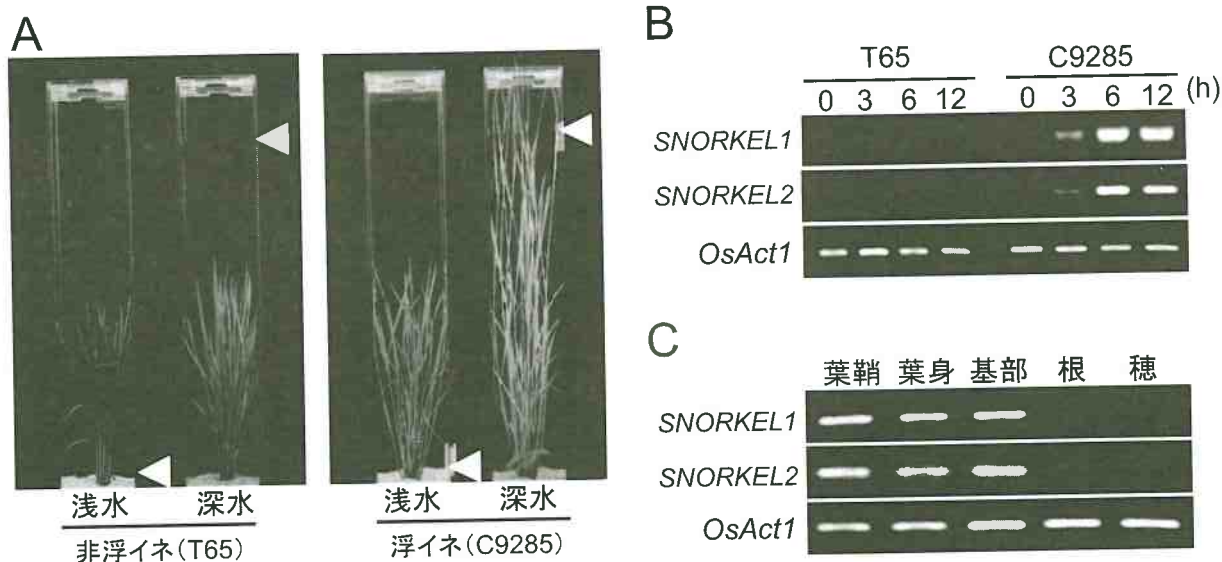 A
浅水 深水
非浮イネ(T65)
浅水 深水
浮イネ(C9285)
B
T65 C9285
0 3 6 12 0 3 6 12 (h)
SNORKEL1
SNORKEL2
OsAct1
C
葉鞘 葉身 基部 根 穂
SNORKEL1
SNORKEL2
OsAct1